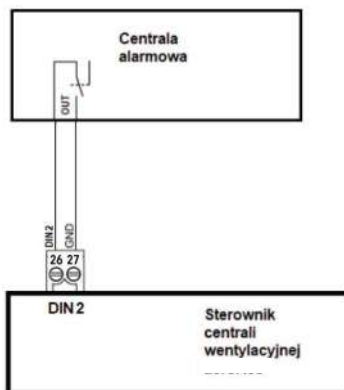 Centrala
alarmowa
OUT
DIN2
GND
26 27
DIN 2
Sterownik
centrali
wentylacyjnej